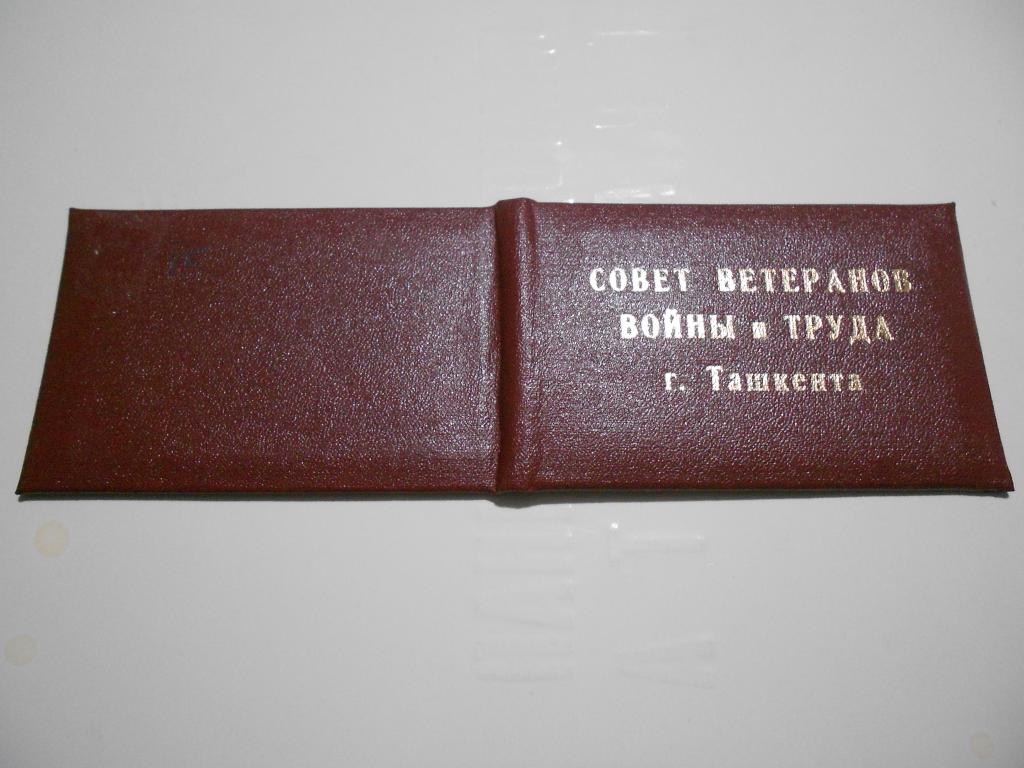 СОВЕТ ВЕТЕРАНОВ
ВОЙНЫ и ТРУДА
г. Ташкента